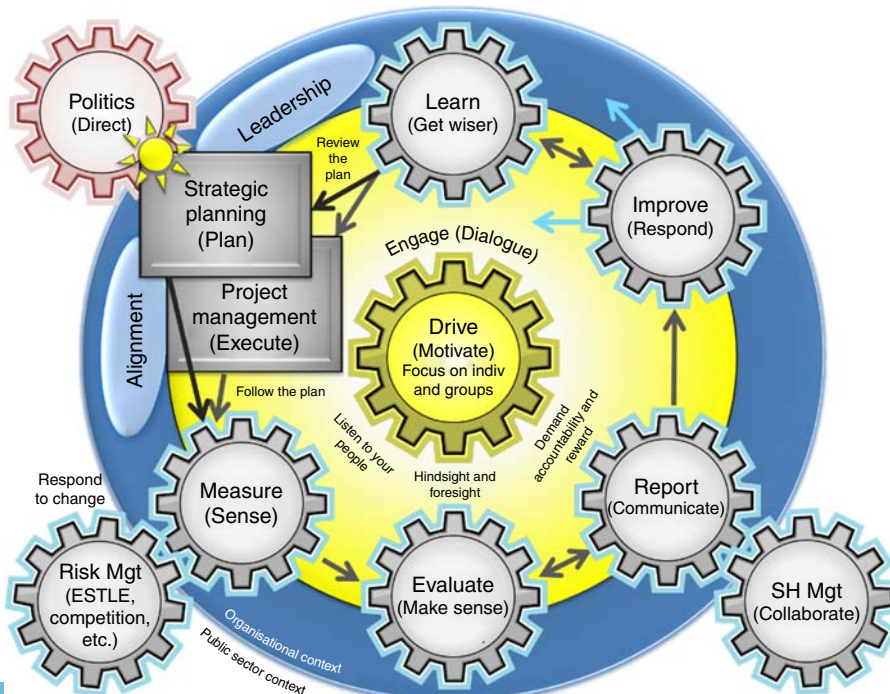 Politics
(Direct)
Leadership
Learn
(Get wiser)
Review
the
plan
Strategic
planning
(Plan)
Improve
(Respond)
Engage (Dialogue)
Alignment
Project
management
(Execute)
Drive
(Motivate)
Focus on indiv
and groups
Follow the plan
Listen to your
people
Hindsight and
foresight
Demand
accountability and
reward
Respond
to change
Measure
(Sense)
Report
(Communicate)
Risk Mgt
(ESTLE,
competition,
etc.)
Evaluate
(Make sense)
SH Mgt
(Collaborate)
Organisational context
Public sector context